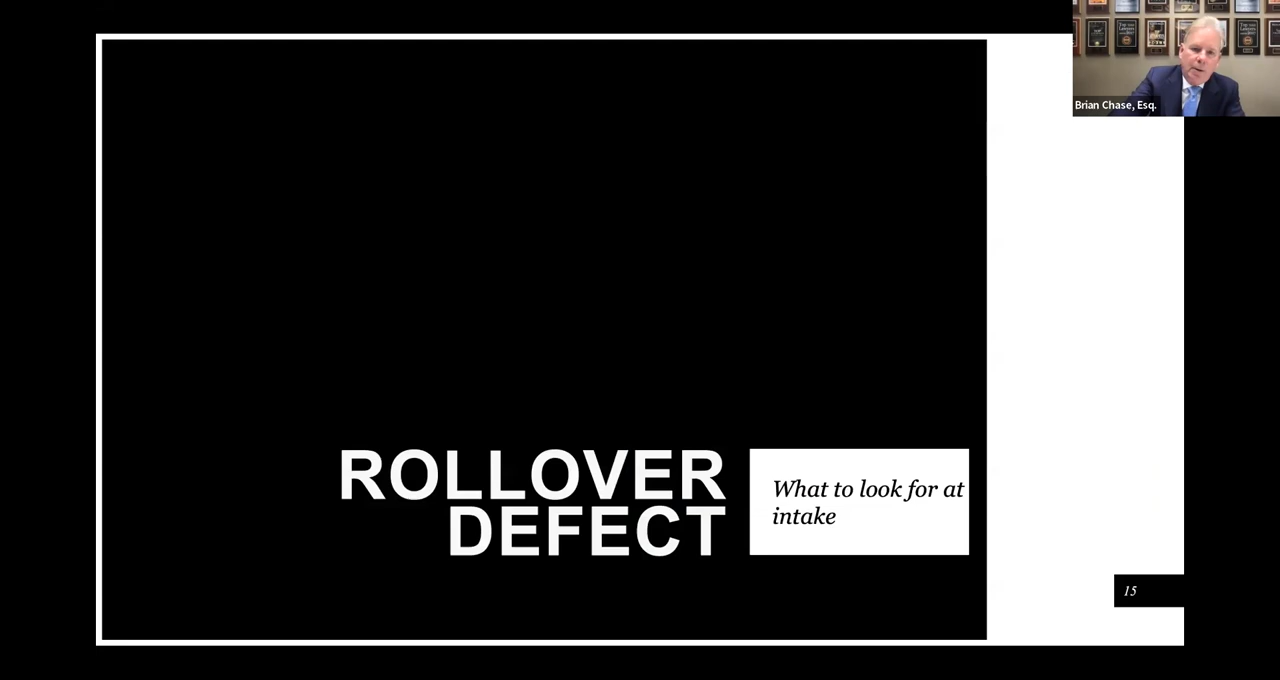 Brian Chase, Esq.
ROLLOVER
DEFECT
What to look for at
intake
15